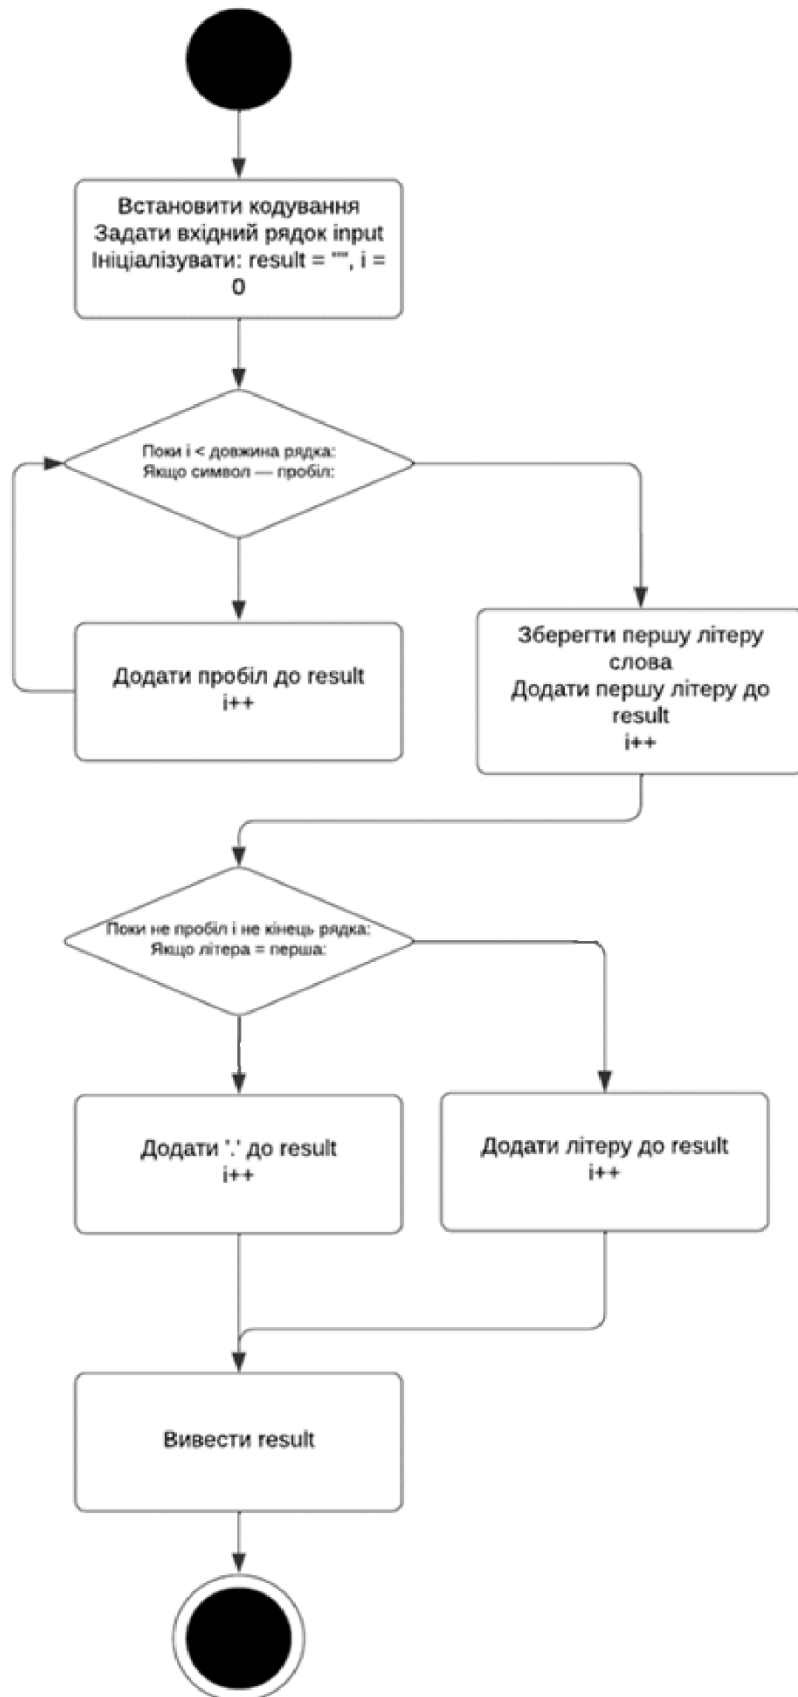 Встановити кодування
Задати вхідний рядок input
Ініціалізувати: result = "", i =
0
Поки i < довжина рядка:
Якщо символ — пробіл:
Додати пробіл до result
i++
Зберегти першу літеру
слова
Додати першу літеру до
result
i++
Поки не пробіл і не кінець рядка:
Якщо літера = перша:
Додати '.' до result
i++
Додати літеру до result
i++
Вивести result